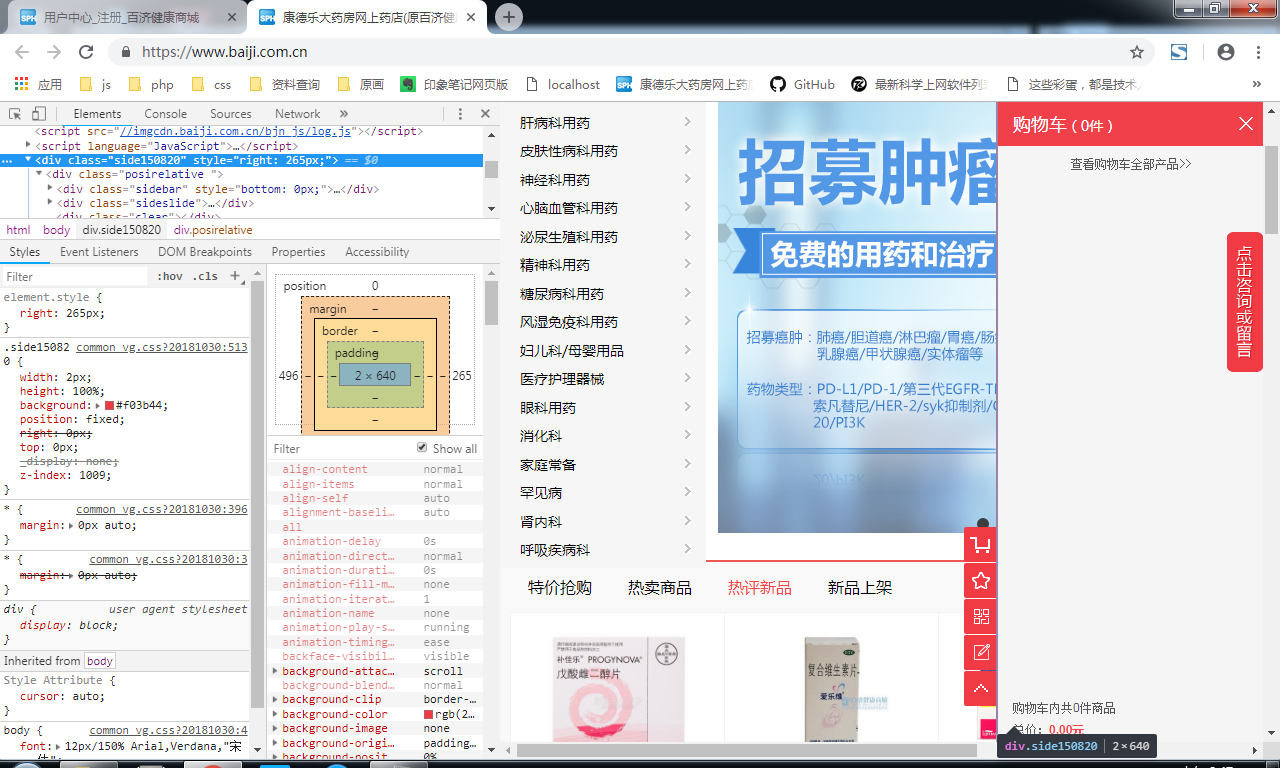 用户中心_注册_百济健康商城
康德乐大药房网上药店(原百济健
https://www.baiji.com.cn
应用
js
php
css
资料查询
原画
印象笔记网页版
localhost
康德乐大药房网上药
GitHub
最新科学上网软件列
这些彩蛋，都是技术
Elements
Console
Sources
Network
<script src="//imgcdn.baiji.com.cn/bjn_js/log.js"></script>
<script language="JavaScript">…</script>
<div class="side150820" style="right: 265px;"> == $0
<div class="posirelative ">
<div class="sidebar" style="bottom: 0px;">…</div>
<div class="sideslide">…</div>
<div class="clear"></div>
html body div.side150820 div.posirelative
Styles
Event Listeners
DOM Breakpoints
Properties
Accessibility
Filter
:hov .cls +
element.style {
right: 265px;
}
.side15082 common_vg.css?20181030:113
0 {
width: 2px;
height: 100%;
background: #f03b44;
position: fixed;
right: 0px;
top: 0px;
_display: none;
z-index: 1009;
}
* { common_vg.css?20181030:396
margin: 0px auto;
}
* { common_vg.css?20181030:3
margin: 0px auto;
}
div { user agent stylesheet
display: block;
}
Inherited from body
Style Attribute {
cursor: auto;
}
body { common_vg.css?20181030:4
font: 12px/150% Arial,Verdana,"宋
position 0
margin –
border –
padding
496 – – – 2 × 640 – – – 265
–
–
Filter
Show all
align-content normal
align-items normal
align-self auto
alignment-baseli… auto
all
animation-delay 0s
animation-direct… normal
animation-durati… 0s
animation-fill-m… none
animation-iterat… 1
animation-name none
animation-play-s… running
animation-timing… ease
backface-visibil… visible
background-attac… scroll
background-blend… normal
background-clip border-…
background-color rgb(2…
background-image none
background-origi… padding…
background-posit… 0%
肝病科用药
皮肤性病科用药
神经科用药
心脑血管科用药
泌尿生殖科用药
精神科用药
糖尿病科用药
风湿免疫科用药
妇儿科/母婴用品
医疗护理器械
眼科用药
消化科
家庭常备
罕见病
肾内科
呼吸疾病科
招募肿瘤
免费的用药和治疗
招募癌肿：肺癌/胆道癌/淋巴瘤/胃癌/肠
乳腺癌/甲状腺癌/实体瘤等
药物类型：PD-L1/PD-1/第三代EGFR-T
索凡替尼/HER-2/syk抑制剂/
20/PI3K
特价抢购
热卖商品
热评新品
新品上架
补佳乐 PROGYNOVA
戊酸雌二醇片
复合维生素片
爱乐维
购物车 ( 0件 )
查看购物车全部产品>>
点击咨询或留言
购物车内共0件商品
总价: 0.00元
div.side150820 2×640